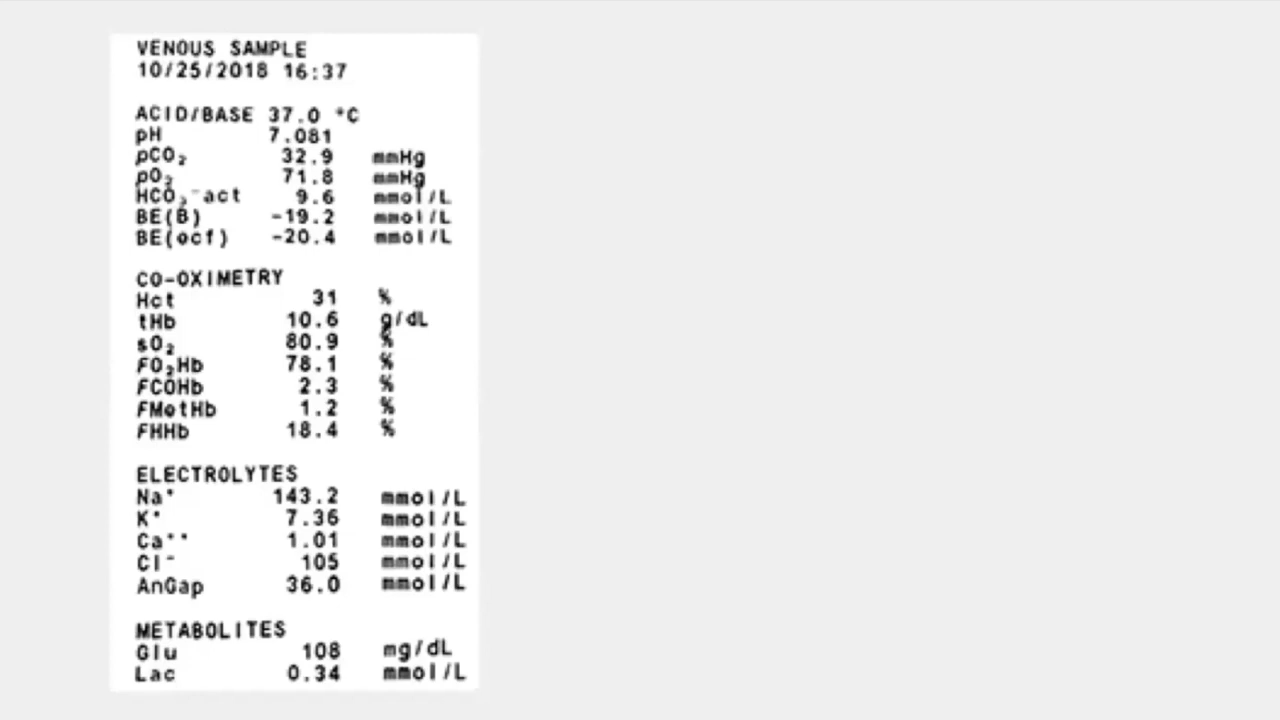 VENOUS SAMPLE
10/25/2018 16:37
ACID/BASE 37.0 °C
pH 7.081
pCO₂ 32.9 mmHg
pO₂ 71.8 mmHg
HCO₃⁻act 9.6 mmol/L
BE(B) -19.2 mmol/L
BE(ecf) -20.4 mmol/L
CO-OXIMETRY
Hct 31 %
tHb 10.6 g/dL
sO₂ 80.9 %
FO₂Hb 78.1 %
FCOHb 2.3 %
FMetHb 1.2 %
FHHb 18.4 %
ELECTROLYTES
Na⁺ 143.2 mmol/L
K⁺ 7.36 mmol/L
Ca⁺⁺ 1.01 mmol/L
Cl⁻ 105 mmol/L
AnGap 36.0 mmol/L
METABOLITES
Glu 108 mg/dL
Lac 0.34 mmol/L